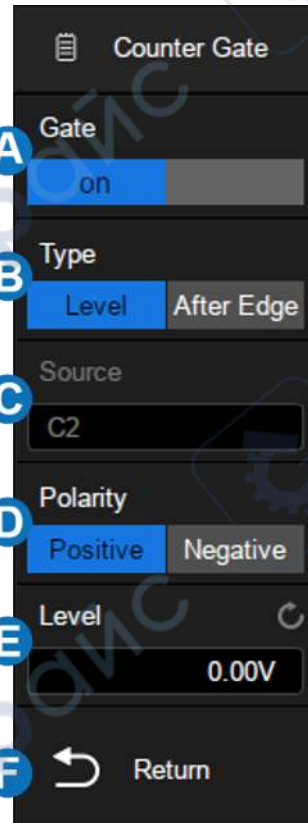 Counter Gate
A
Gate
on
B
Type
Level After Edge
C
Source
C2
D
Polarity
Positive Negative
E
Level
0.00V
F
Return